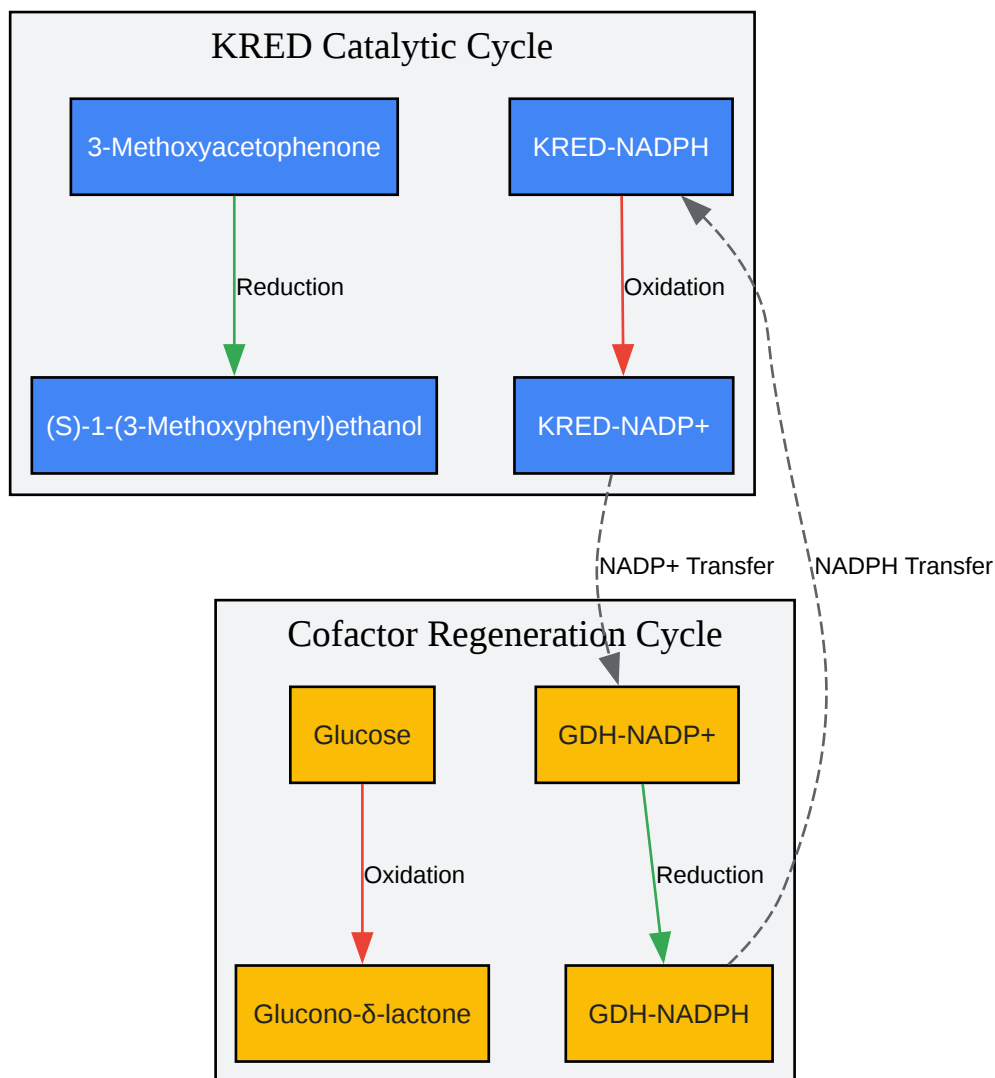 KRED Catalytic Cycle
3-Methoxyacetophenone
KRED-NADPH
Reduction
Oxidation
(S)-1-(3-Methoxyphenyl)ethanol
KRED-NADP+
NADP+ Transfer
NADPH Transfer
Cofactor Regeneration Cycle
Glucose
GDH-NADP+
Oxidation
Reduction
Glucono-δ-lactone
GDH-NADPH